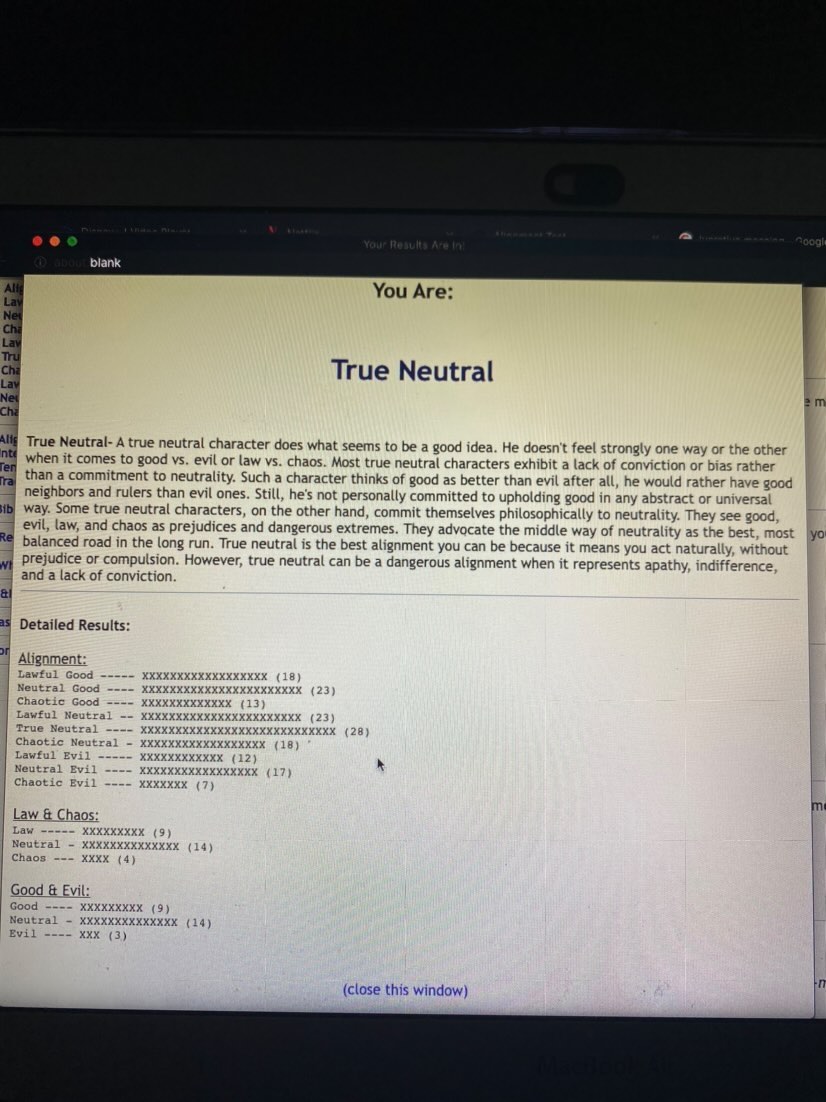 Your Results Are In!
about blank
You Are:
True Neutral
True Neutral- A true neutral character does what seems to be a good idea. He doesn't feel strongly one way or the other
when it comes to good vs. evil or law vs. chaos. Most true neutral characters exhibit a lack of conviction or bias rather
than a commitment to neutrality. Such a character thinks of good as better than evil after all, he would rather have good
neighbors and rulers than evil ones. Still, he's not personally committed to upholding good in any abstract or universal
way. Some true neutral characters, on the other hand, commit themselves philosophically to neutrality. They see good,
evil, law, and chaos as prejudices and dangerous extremes. They advocate the middle way of neutrality as the best, most
balanced road in the long run. True neutral is the best alignment you can be because it means you act naturally, without
prejudice or compulsion. However, true neutral can be a dangerous alignment when it represents apathy, indifference,
and a lack of conviction.
Detailed Results:
Alignment:
Lawful Good ----- XXXXXXXXXXXXXXXXXX (18)
Neutral Good ---- XXXXXXXXXXXXXXXXXXXXXXX (23)
Chaotic Good ---- XXXXXXXXXXXXX (13)
Lawful Neutral -- XXXXXXXXXXXXXXXXXXXXXXX (23)
True Neutral ---- XXXXXXXXXXXXXXXXXXXXXXXXXXXX (28)
Chaotic Neutral - XXXXXXXXXXXXXXXXXX (18)
Lawful Evil ----- XXXXXXXXXXXX (12)
Neutral Evil ---- XXXXXXXXXXXXXXXXX (17)
Chaotic Evil ---- XXXXXXX (7)
Law & Chaos:
Law ----- XXXXXXXXX (9)
Neutral - XXXXXXXXXXXXXX (14)
Chaos --- XXXX (4)
Good & Evil:
Good ---- XXXXXXXXX (9)
Neutral - XXXXXXXXXXXXXX (14)
Evil ---- XXX (3)
(close this window)